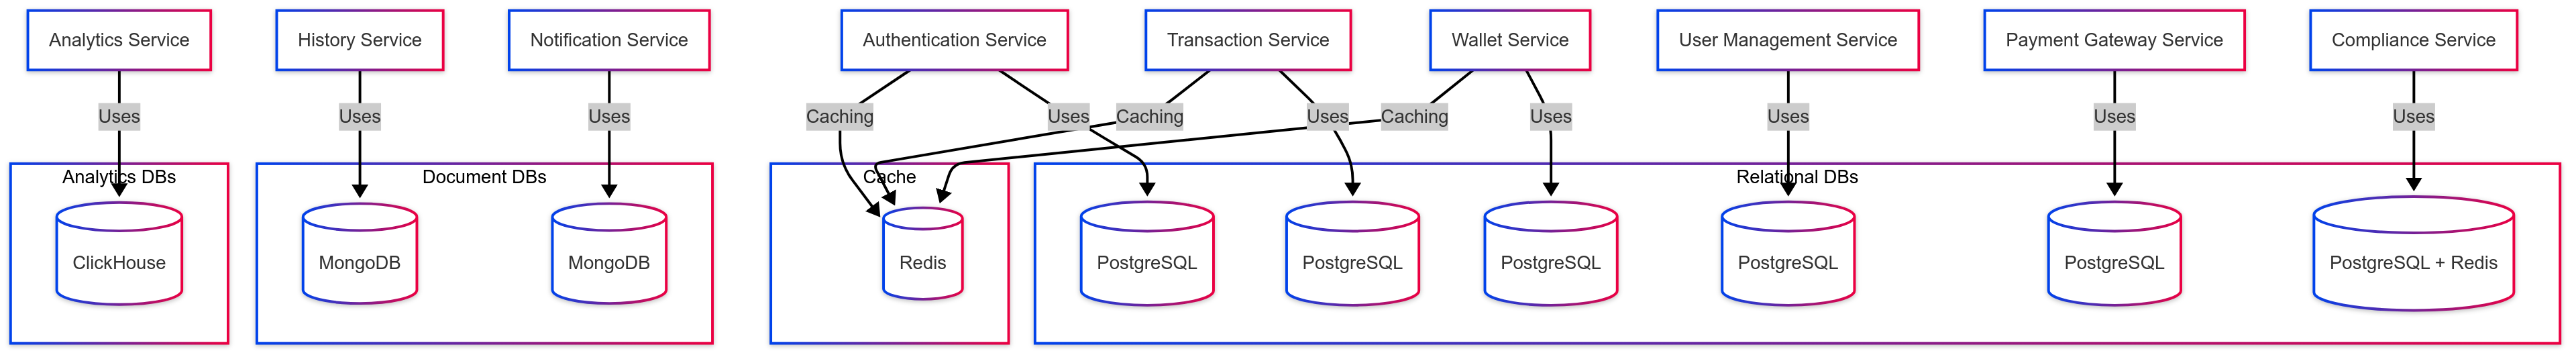 Analytics Service
History Service
Notification Service
Authentication Service
Transaction Service
Wallet Service
User Management Service
Payment Gateway Service
Compliance Service
Uses
Uses
Uses
Caching
Uses
Caching
Uses
Caching
Uses
Uses
Uses
Uses
Analytics DBs
Document DBs
Cache
Relational DBs
ClickHouse
MongoDB
MongoDB
Redis
PostgreSQL
PostgreSQL
PostgreSQL
PostgreSQL
PostgreSQL
PostgreSQL + Redis